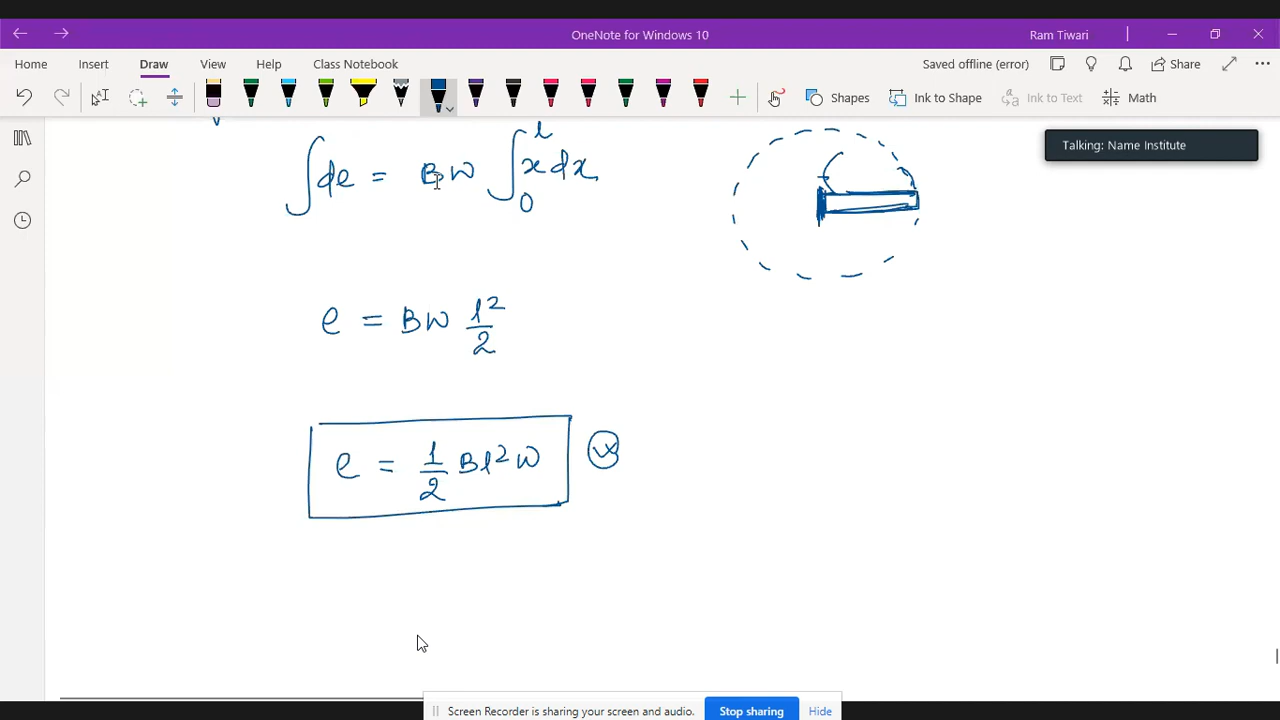 OneNote for Windows 10
Ram Tiwari
Home Insert Draw View Help Class Notebook
Saved offline (error) Share
Shapes Ink to Shape Ink to Text Math
Talking: Name Institute
∫de = Bω ∫₀ˡ x dx
e = Bω l²/2
e = 1/2 Bl²ω
Screen Recorder is sharing your screen and audio. Stop sharing Hide